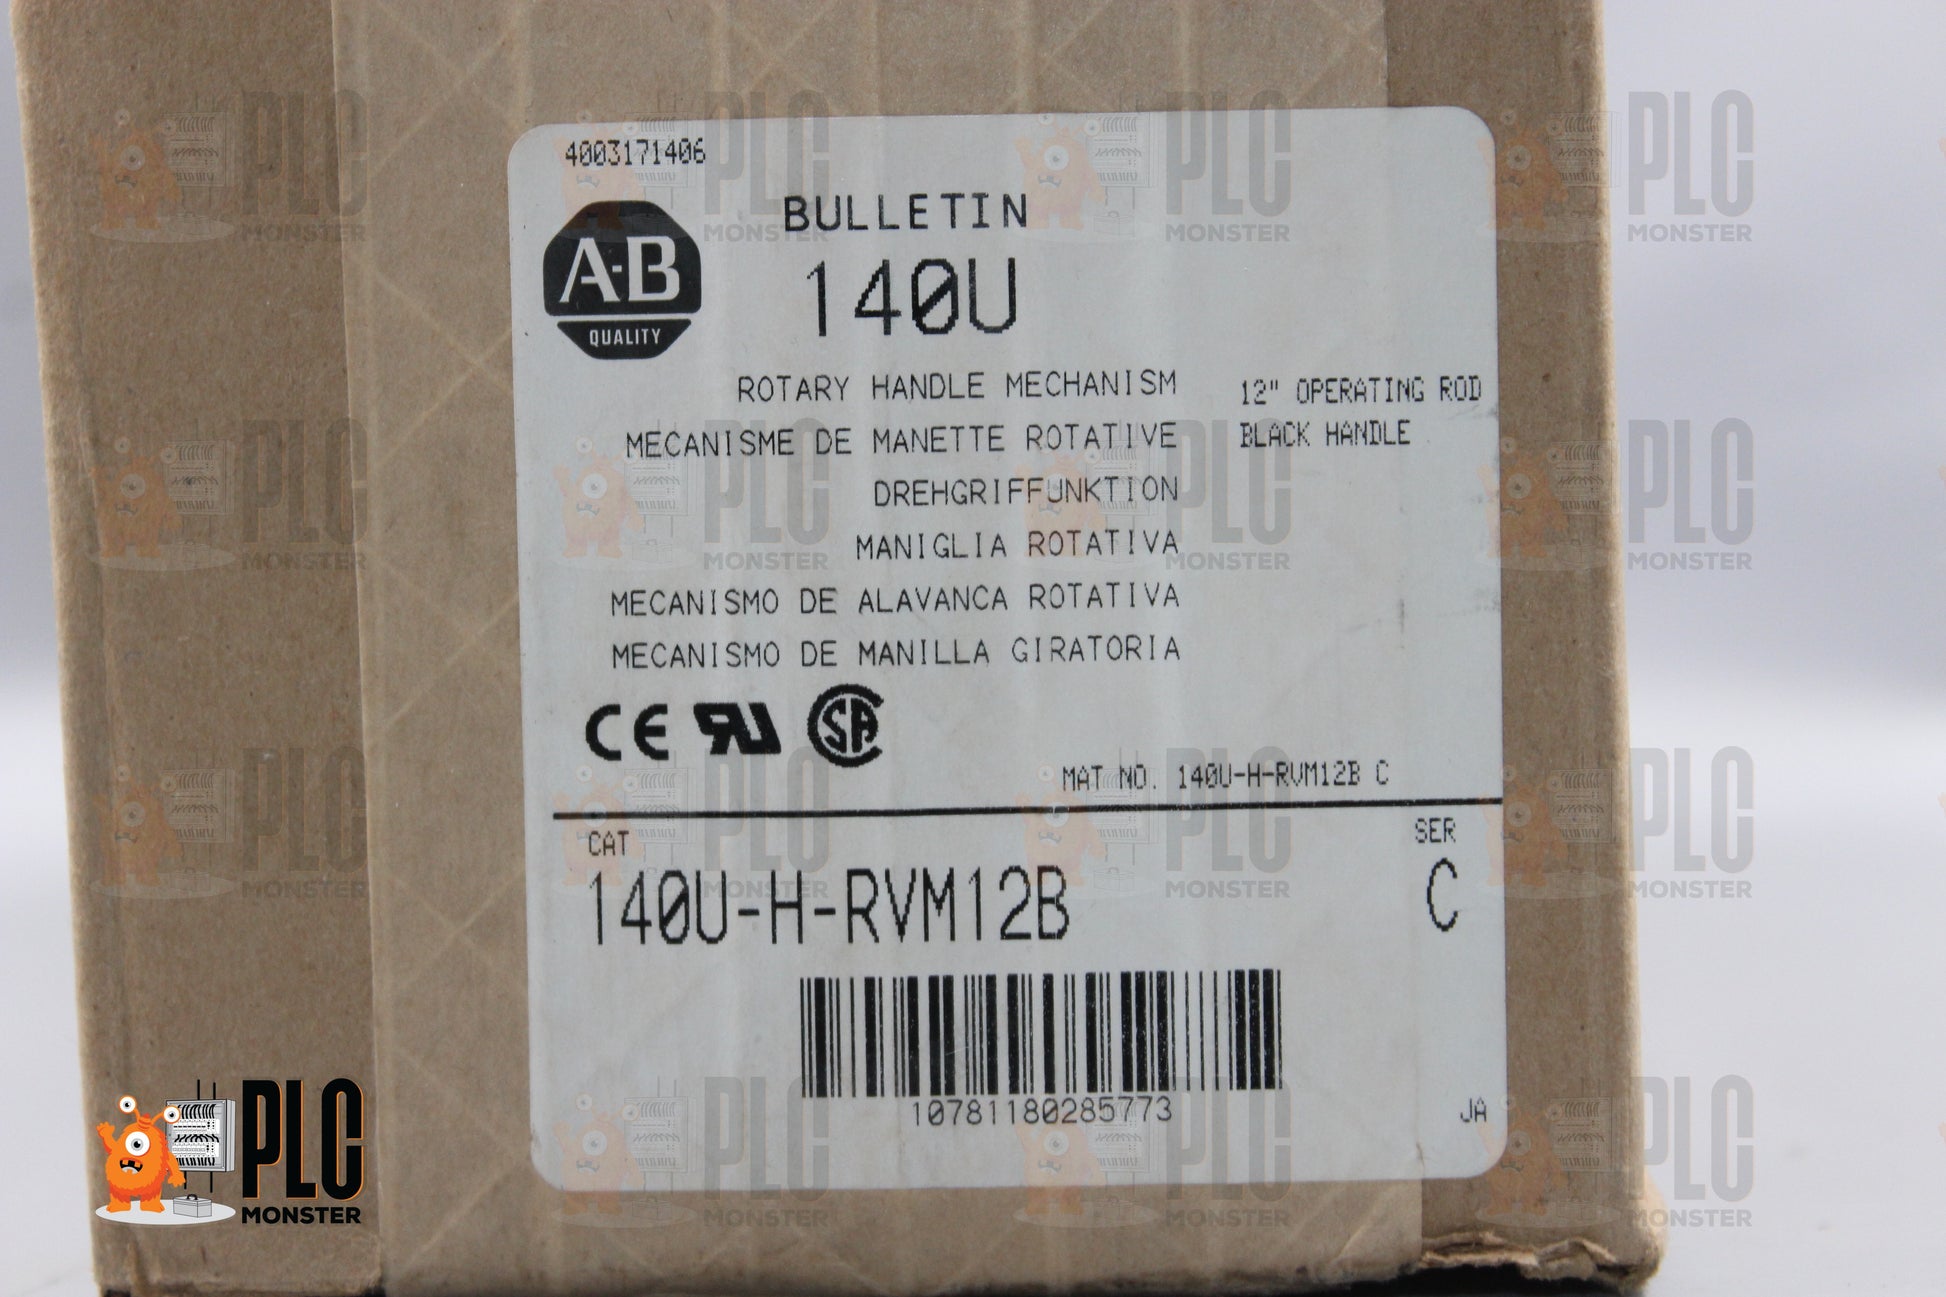 4003171406
BULLETIN
140U
A-B
QUALITY
ROTARY HANDLE MECHANISM
12" OPERATING ROD
MECANISME DE MANETTE ROTATIVE
BLACK HANDLE
DREHGRIFFUNKTION
MANIGLIA ROTATIVA
MECANISMO DE ALAVANCA ROTATIVA
MECANISMO DE MANILLA GIRATORIA
CE RU SA
MAT NO. 140U-H-RVM12B C
CAT
SER
140U-H-RVM12B
C
10781180285773
JA
PLC
MONSTER